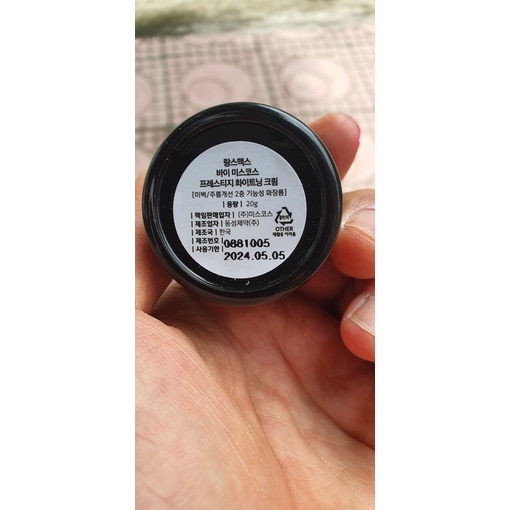 랑스맥스
바이 미스코스
프레스티지 화이트닝 크림
[미백/주름개선 2중 기능성 화장품]
| 용량 | 20g
| 책임판매업자 | (주)미스코스
| 제조업자 | 동성제약(주)
| 제조국 | 한국
| 제조번호 | 0881005
| 사용기한 | 2024.05.05
OTHER